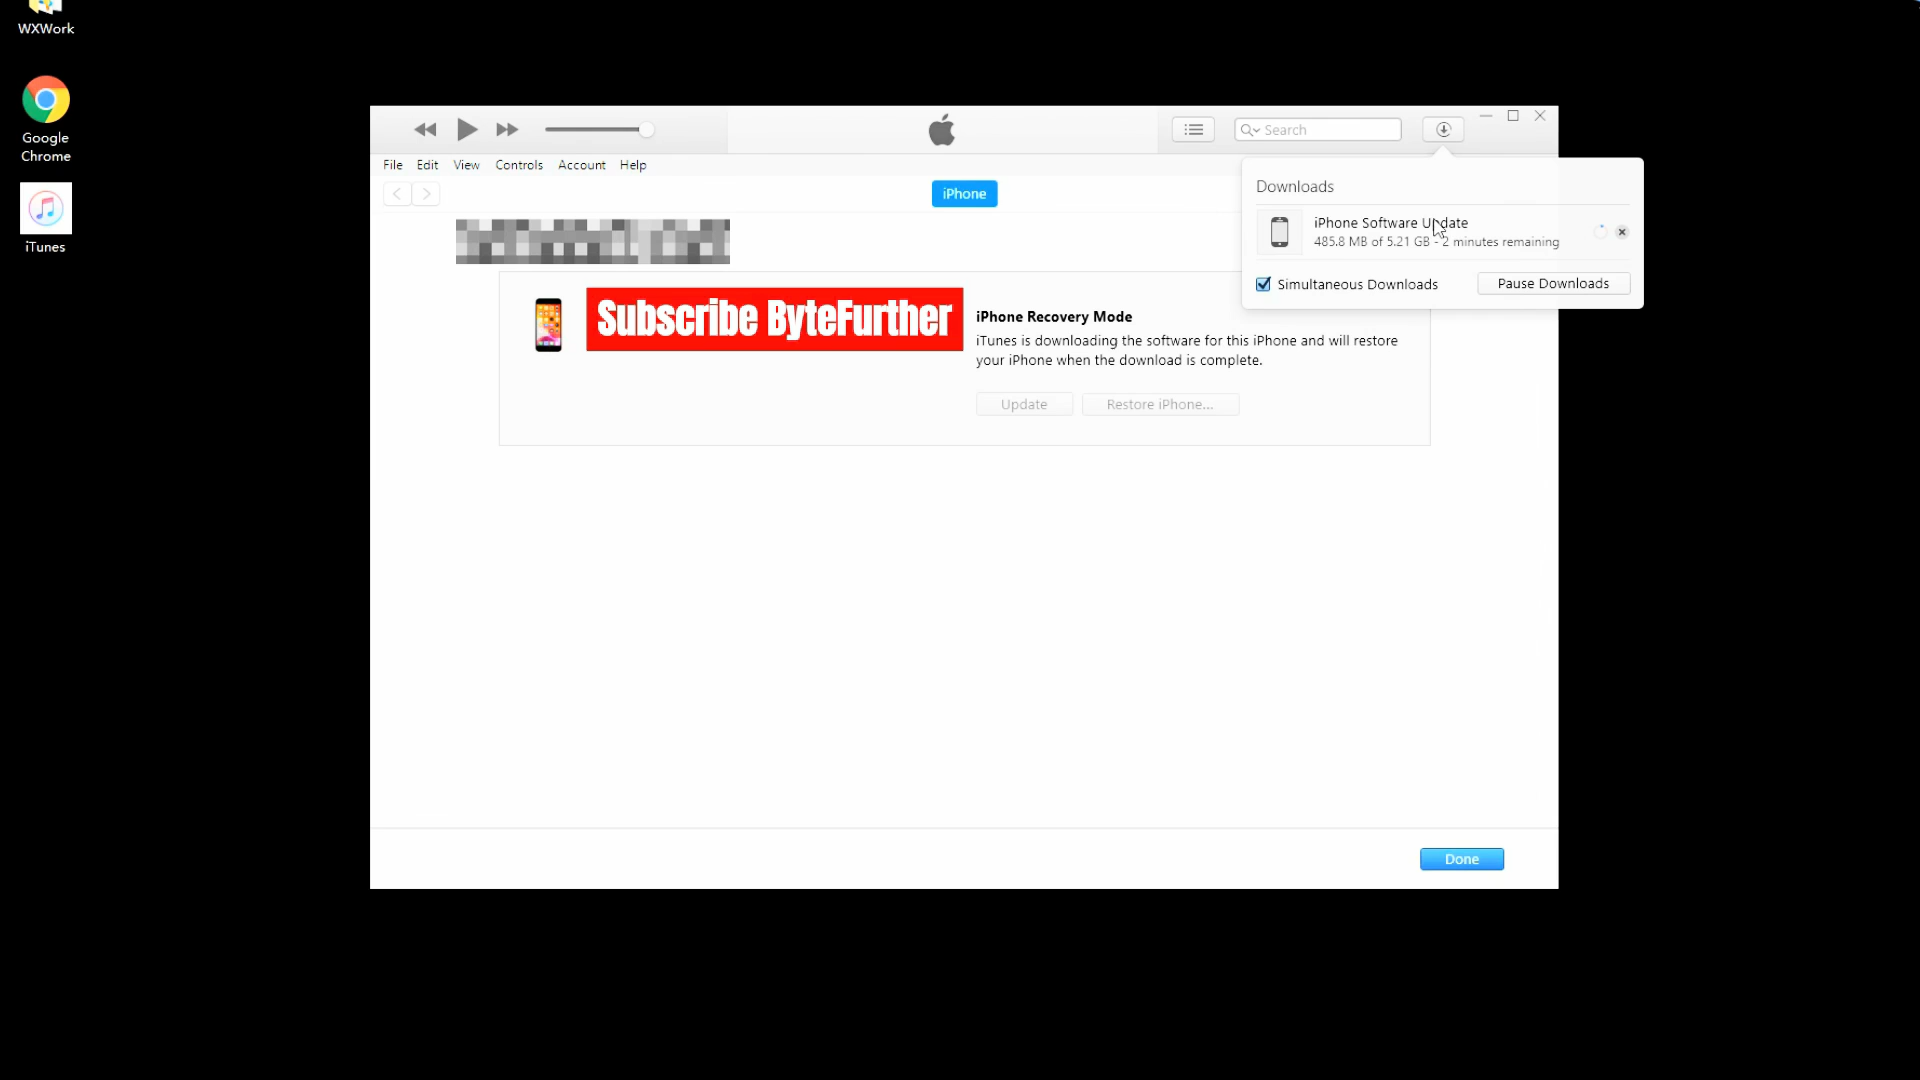 WXWork
Google
Chrome
iTunes
Search
File Edit View Controls Account Help
iPhone
Downloads
iPhone Software Update
485.8 MB of 5.21 GB - 2 minutes remaining
Simultaneous Downloads
Pause Downloads
Subscribe ByteFurther
iPhone Recovery Mode
iTunes is downloading the software for this iPhone and will restore
your iPhone when the download is complete.
Update
Restore iPhone...
Done